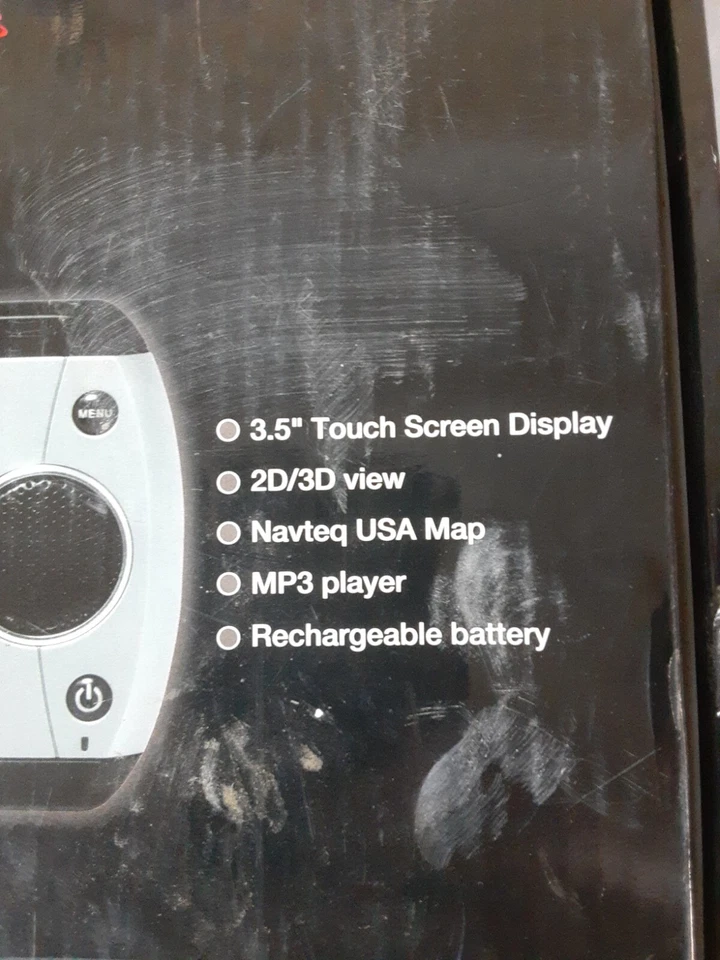 MENU
3.5" Touch Screen Display
2D/3D view
Navteq USA Map
MP3 player
Rechargeable battery